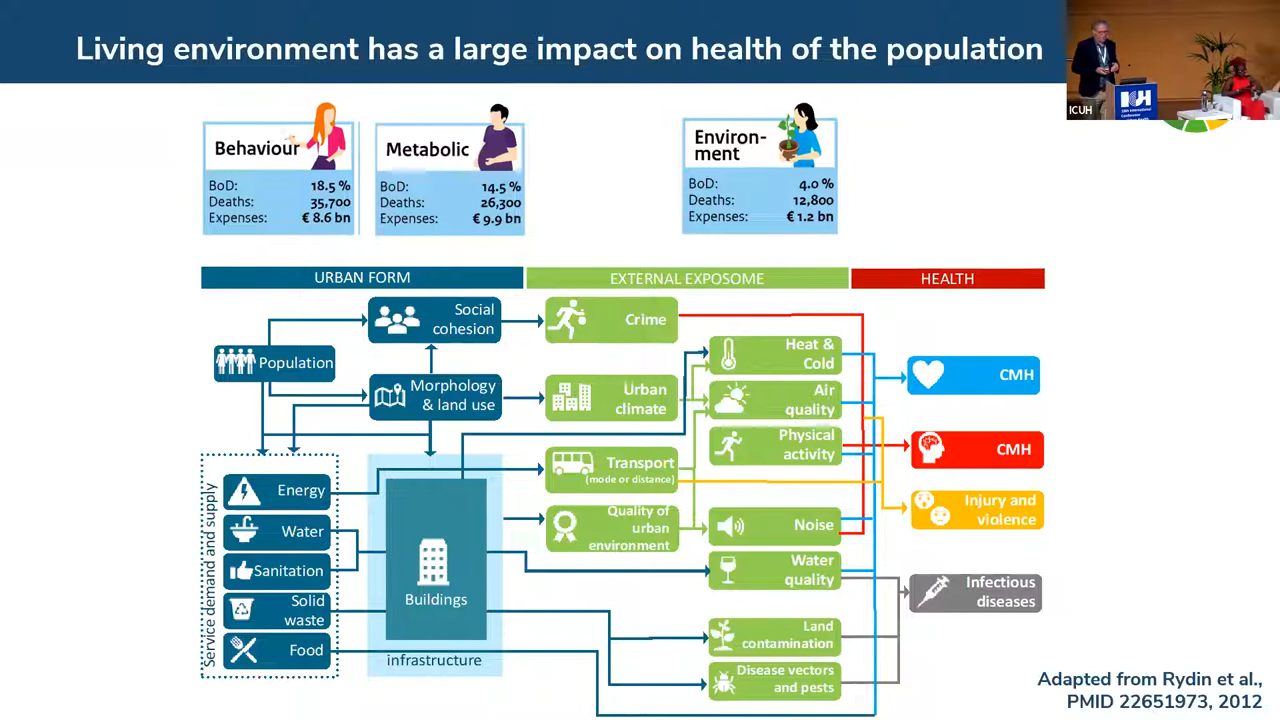 Living environment has a large impact on health of the population
ICUH
Behaviour
BoD: 18.5 %
Deaths: 35,700
Expenses: € 8.6 bn
Metabolic
BoD: 14.5 %
Deaths: 26,300
Expenses: € 9.9 bn
Environ-
ment
BoD: 4.0 %
Deaths: 12,800
Expenses: € 1.2 bn
URBAN FORM
EXTERNAL EXPOSOME
HEALTH
Population
Social
cohesion
Morphology
& land use
Service demand and supply
Energy
Water
Sanitation
Solid
waste
Food
Buildings
infrastructure
Crime
Urban
climate
Transport
(mode or distance)
Quality of
urban
environment
Heat &
Cold
Air
quality
Physical
activity
Noise
Water
quality
Land
contamination
Disease vectors
and pests
CMH
CMH
Injury and
violence
Infectious
diseases
Adapted from Rydin et al.,
PMID 22651973, 2012